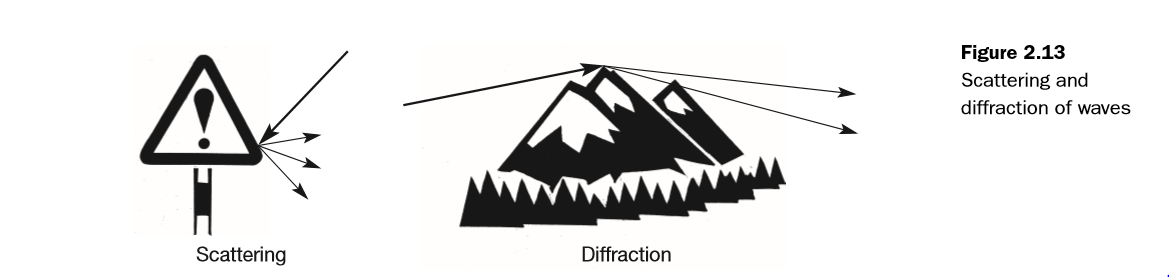 Figure 2.13
Scattering and
diffraction of waves
!
Scattering
Diffraction